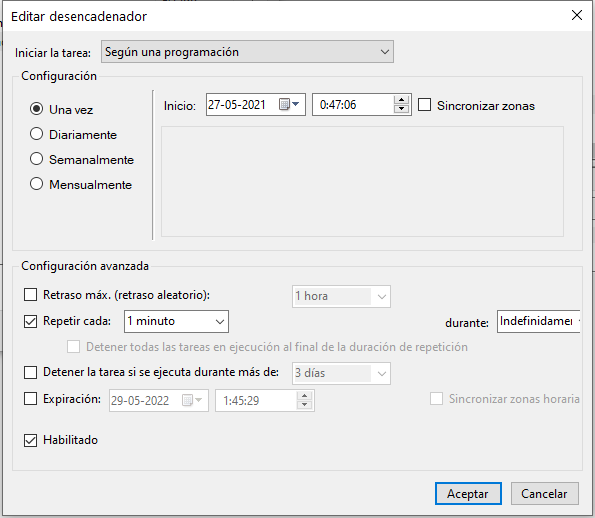 Editar desencadenador
Iniciar la tarea: Según una programación
Configuración
Una vez
Diariamente
Semanalmente
Mensualmente
Inicio: 27-05-2021 0:47:06 Sincronizar zonas
Configuración avanzada
Retraso máx. (retraso aleatorio): 1 hora
Repetir cada: 1 minuto durante: Indefinidamer
Detener todas las tareas en ejecución al final de la duración de repetición
Detener la tarea si se ejecuta durante más de: 3 días
Expiración: 29-05-2022 1:45:29 Sincronizar zonas horaria
Habilitado
Aceptar Cancelar